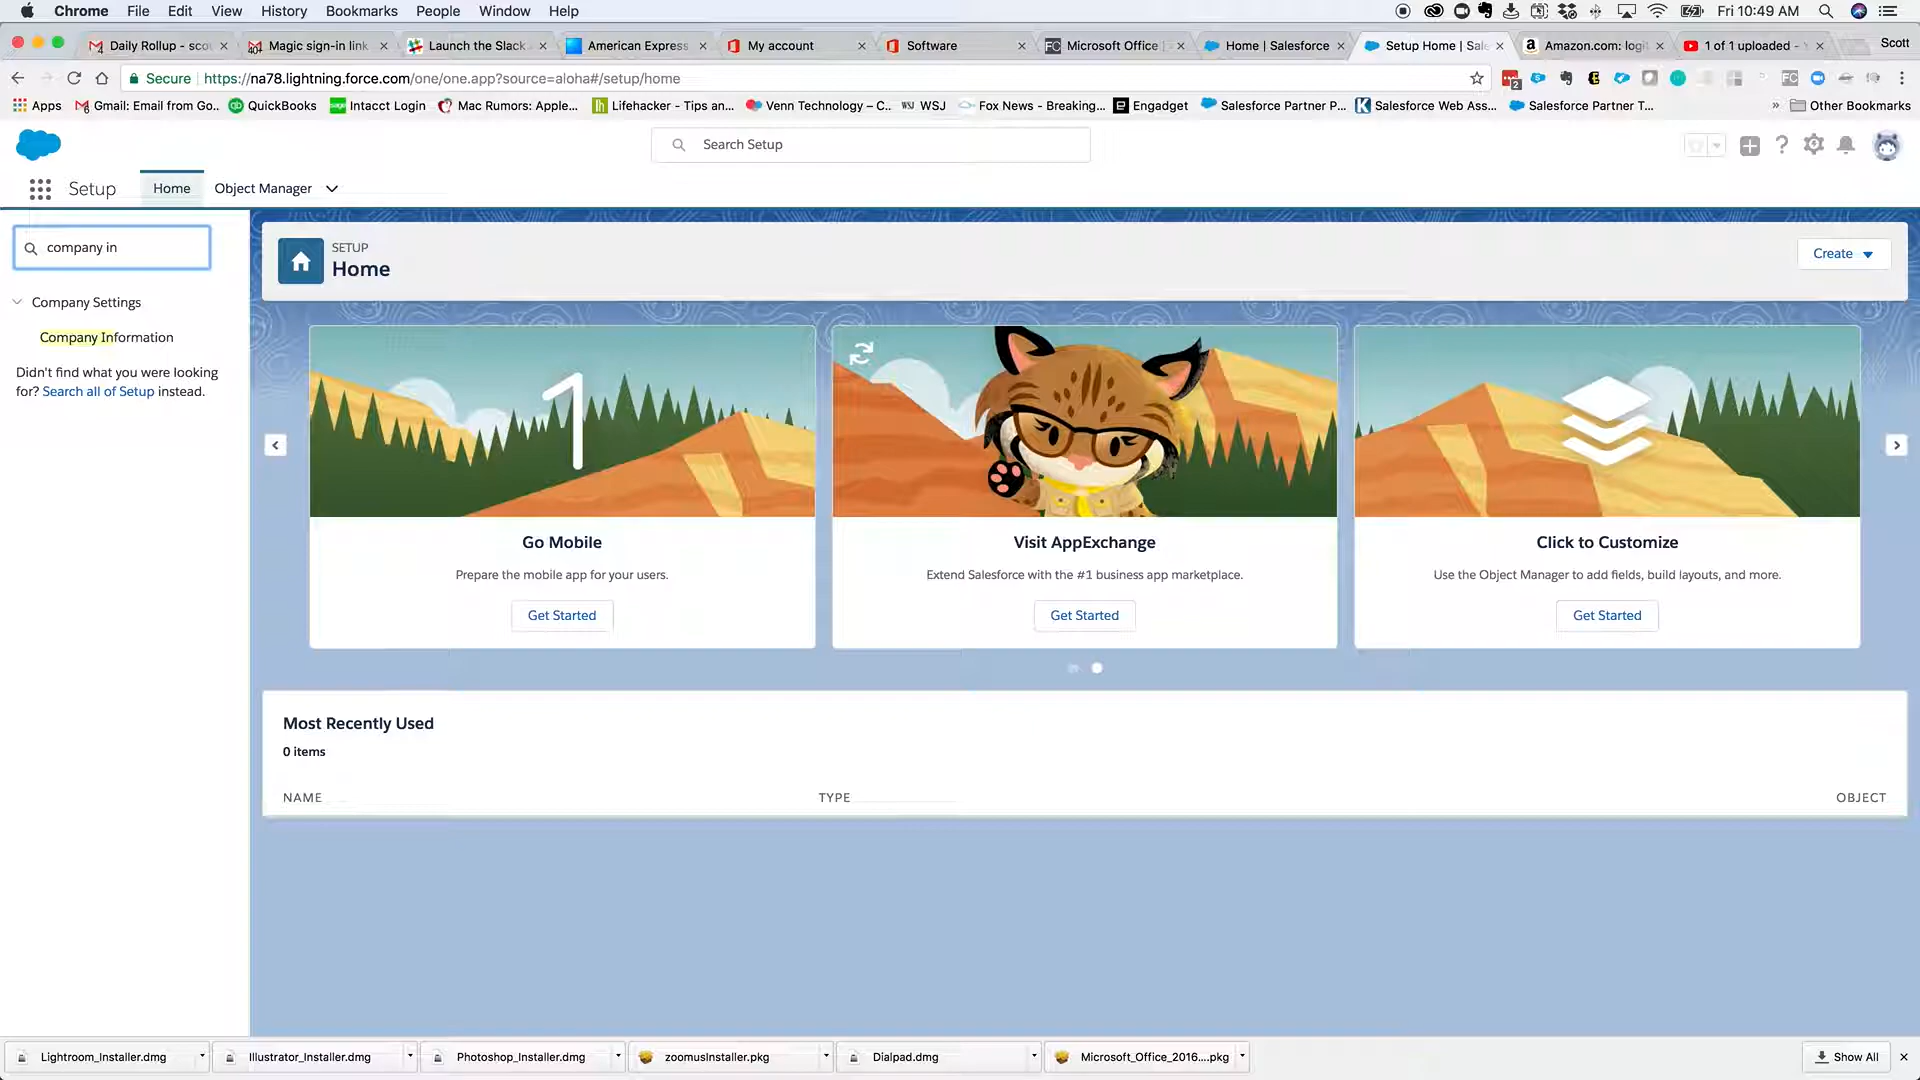 Chrome File Edit View History Bookmarks People Window Help
Fri 10:49 AM
Daily Rollup - sco
Magic sign-in link
Launch the Slack
American Express
My account
Software
Microsoft Office
Home | Salesforce
Setup Home | Sale
Amazon.com: logit
1 of 1 uploaded -
Scott
Secure https://na78.lightning.force.com/one/one.app?source=aloha#/setup/home
2
Apps
Gmail: Email from Go..
QuickBooks
Intacct Login
Mac Rumors: Apple...
Lifehacker - Tips an...
Venn Technology – C..
WSJ WSJ
Fox News - Breaking...
Engadget
Salesforce Partner P...
Salesforce Web Ass...
Salesforce Partner T...
» Other Bookmarks
Search Setup
Setup
Home
Object Manager
company in
Company Settings
Company Information
Didn't find what you were looking
for? Search all of Setup instead.
SETUP
Home
Create
1
Go Mobile
Prepare the mobile app for your users.
Get Started
Visit AppExchange
Extend Salesforce with the #1 business app marketplace.
Get Started
Click to Customize
Use the Object Manager to add fields, build layouts, and more.
Get Started
Most Recently Used
0 items
NAME TYPE OBJECT
Lightroom_Installer.dmg
Illustrator_Installer.dmg
Photoshop_Installer.dmg
zoomusInstaller.pkg
Dialpad.dmg
Microsoft_Office_2016....pkg
Show All